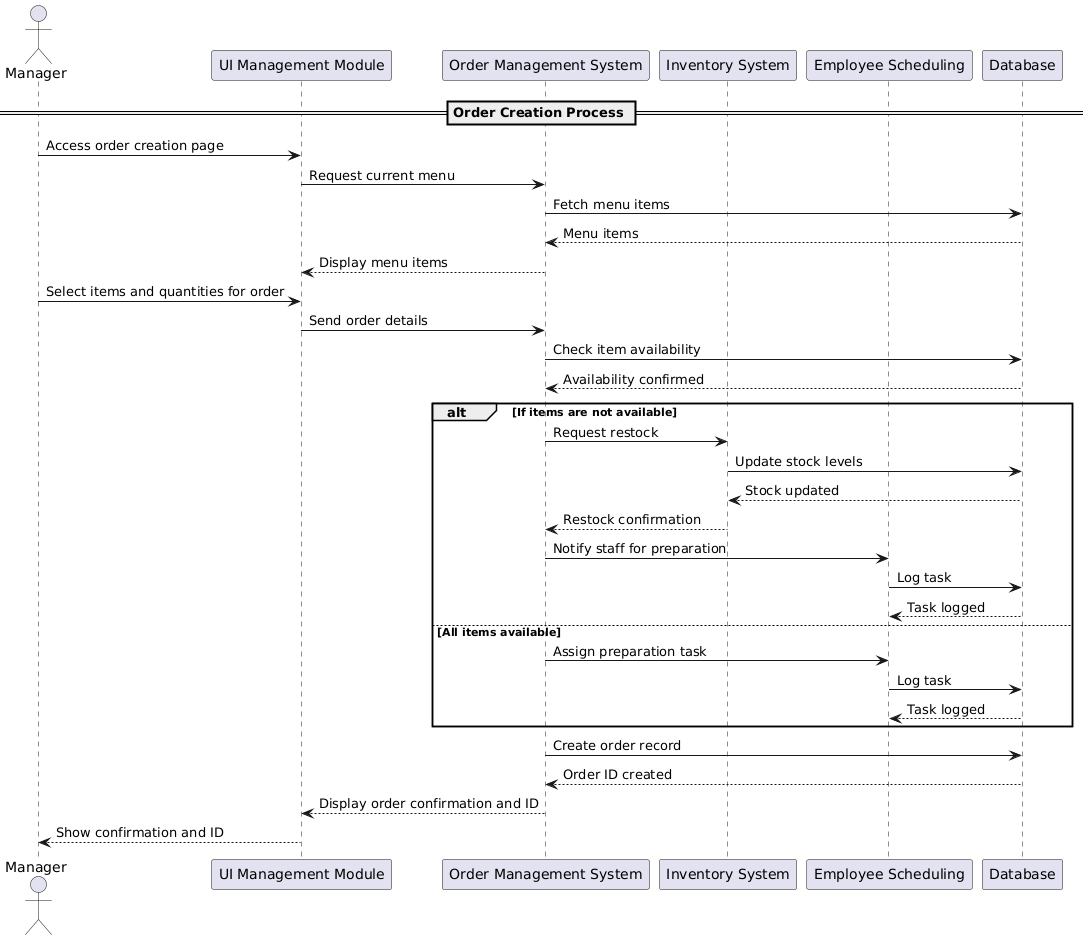 Manager
UI Management Module
Order Management System
Inventory System
Employee Scheduling
Database
Order Creation Process
Access order creation page
Request current menu
Fetch menu items
Menu items
Display menu items
Select items and quantities for order
Send order details
Check item availability
Availability confirmed
alt
[If items are not available]
Request restock
Update stock levels
Stock updated
Restock confirmation
Notify staff for preparation
Log task
Task logged
[All items available]
Assign preparation task
Log task
Task logged
Create order record
Order ID created
Display order confirmation and ID
Show confirmation and ID
Manager
UI Management Module
Order Management System
Inventory System
Employee Scheduling
Database